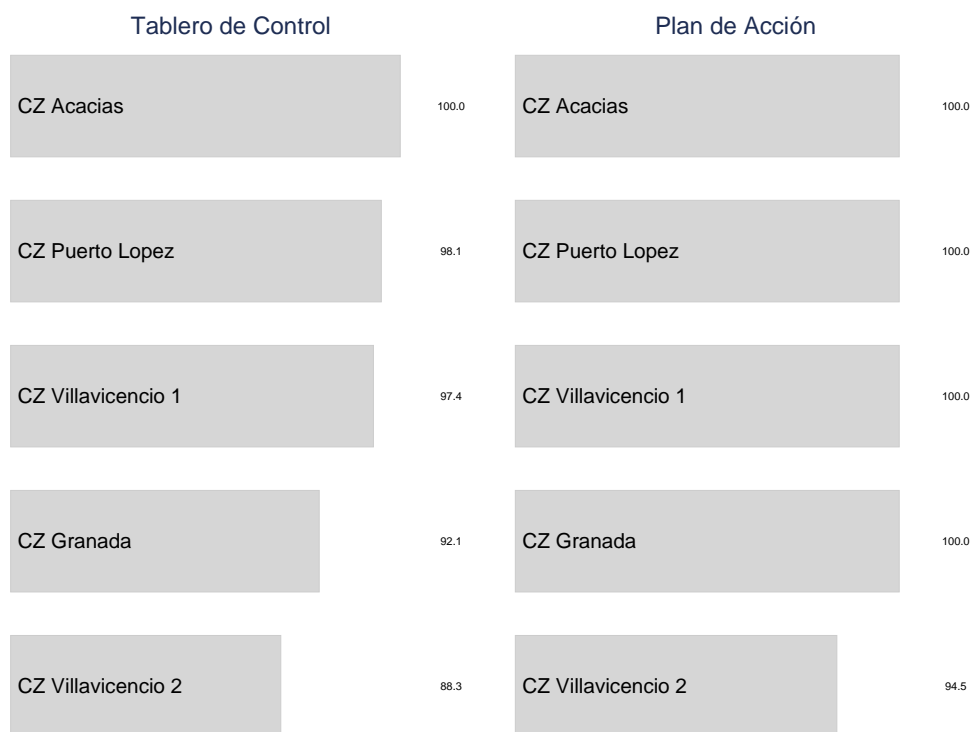 Tablero de Control
CZ Acacias 100.0
CZ Puerto Lopez 98.1
CZ Villavicencio 1 97.4
CZ Granada 92.1
CZ Villavicencio 2 88.3
Plan de Acción
CZ Acacias 100.0
CZ Puerto Lopez 100.0
CZ Villavicencio 1 100.0
CZ Granada 100.0
CZ Villavicencio 2 94.5